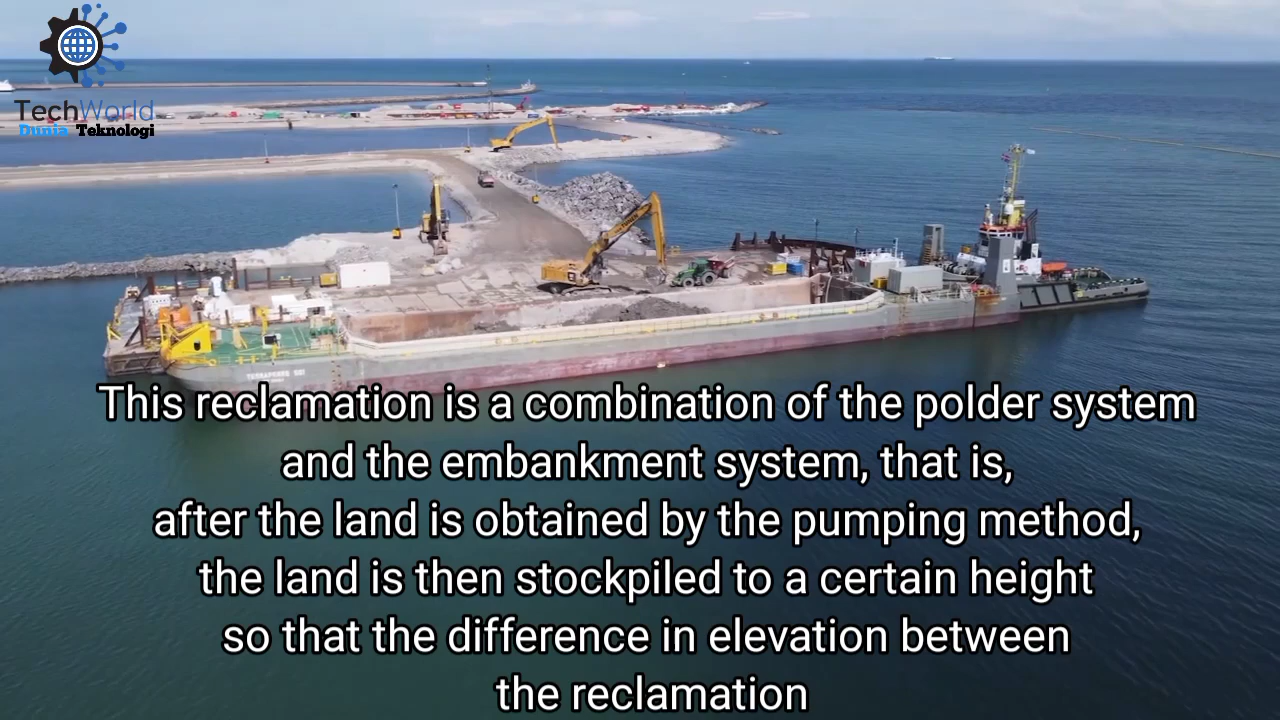 TechWorld
Dunia Teknologi
This reclamation is a combination of the polder system
and the embankment system, that is,
after the land is obtained by the pumping method,
the land is then stockpiled to a certain height
so that the difference in elevation between
the reclamation